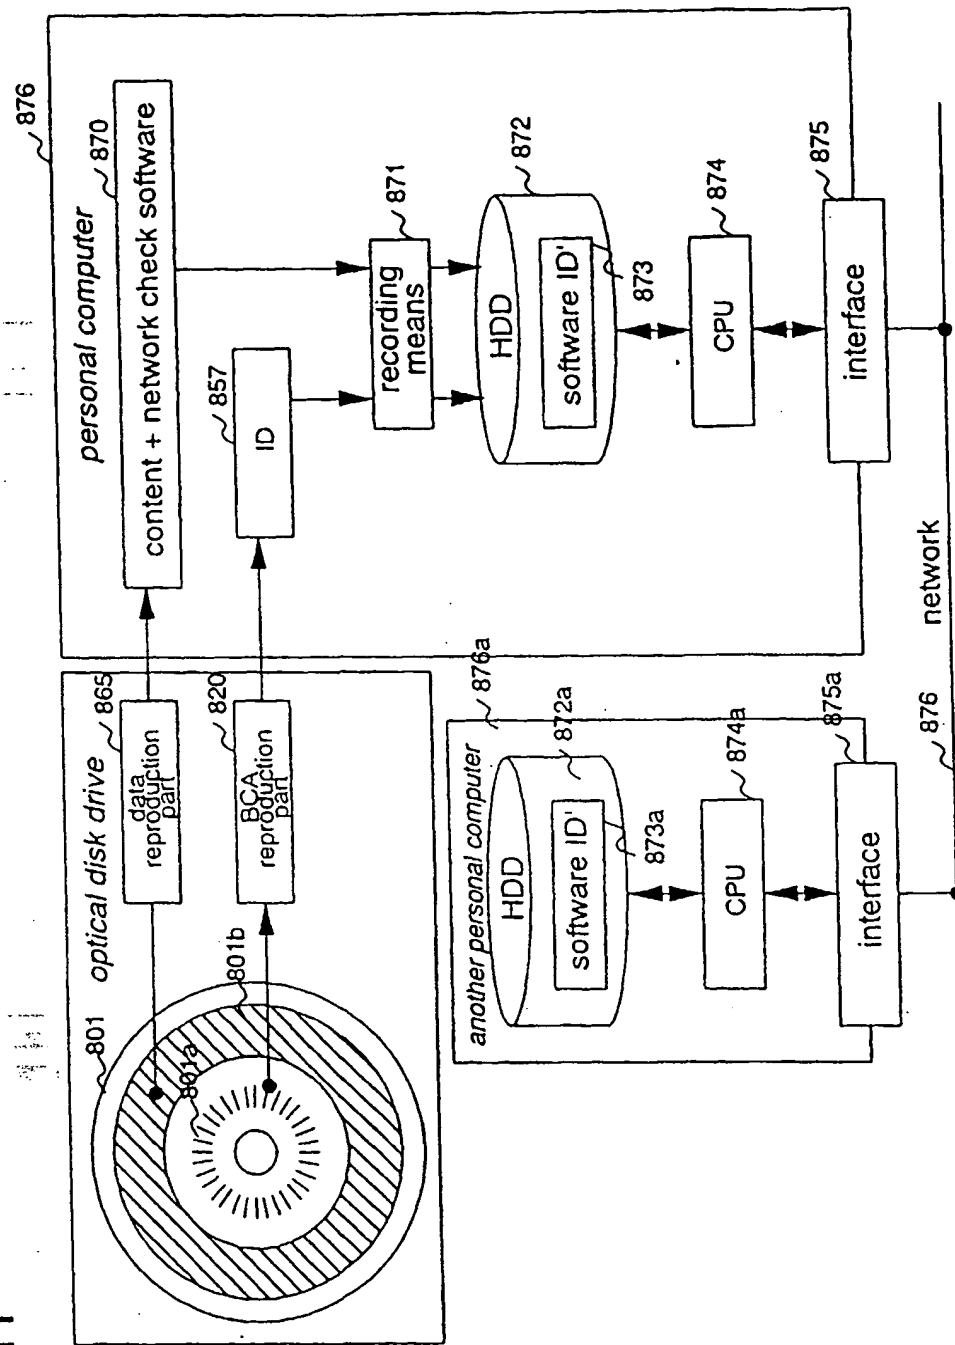 876
personal computer
870
content + network check software
857
ID
871
recording
means
872
HDD
software ID'
873
874
CPU
875
interface
optical disk drive
865
data
reproduction
part
820
BCA
reproduction
part
801
801a
801b
another personal computer
876a
HDD
872a
software ID'
873a
874a
CPU
875a
interface
876
network